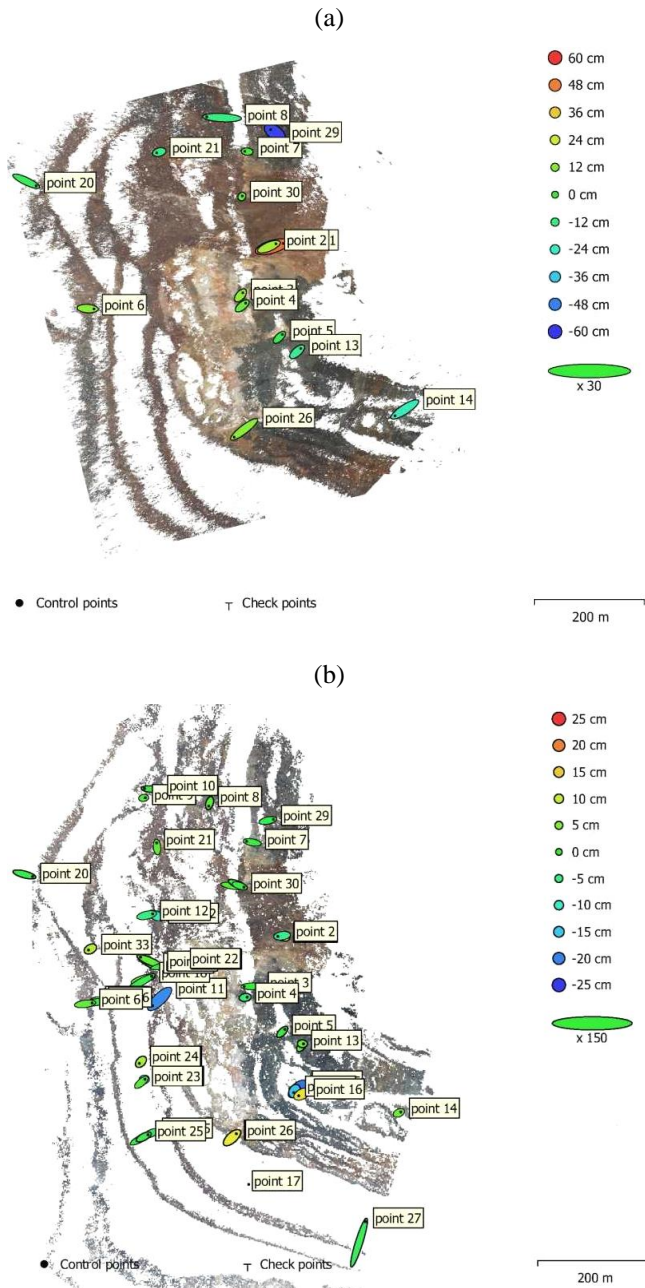 (a)
60 cm
48 cm
36 cm
24 cm
12 cm
0 cm
-12 cm
-24 cm
-36 cm
-48 cm
-60 cm
x 30
point 8
point 29
point 21
point 7
point 20
point 30
point 2 1
point 4
point 6
point 5
point 13
point 14
point 26
Control points
Check points
200 m
(b)
25 cm
20 cm
15 cm
10 cm
5 cm
0 cm
-5 cm
-10 cm
-15 cm
-20 cm
-25 cm
x 150
point 10
point 8
point 29
point 21
point 7
point 20
point 30
point 12
point 2
point 33
point 22
point 3
point 11
point 4
point 6
point 5
point 13
point 24
point 23
point 16
point 14
point 25
point 26
point 17
point 27
Control points
Check points
200 m